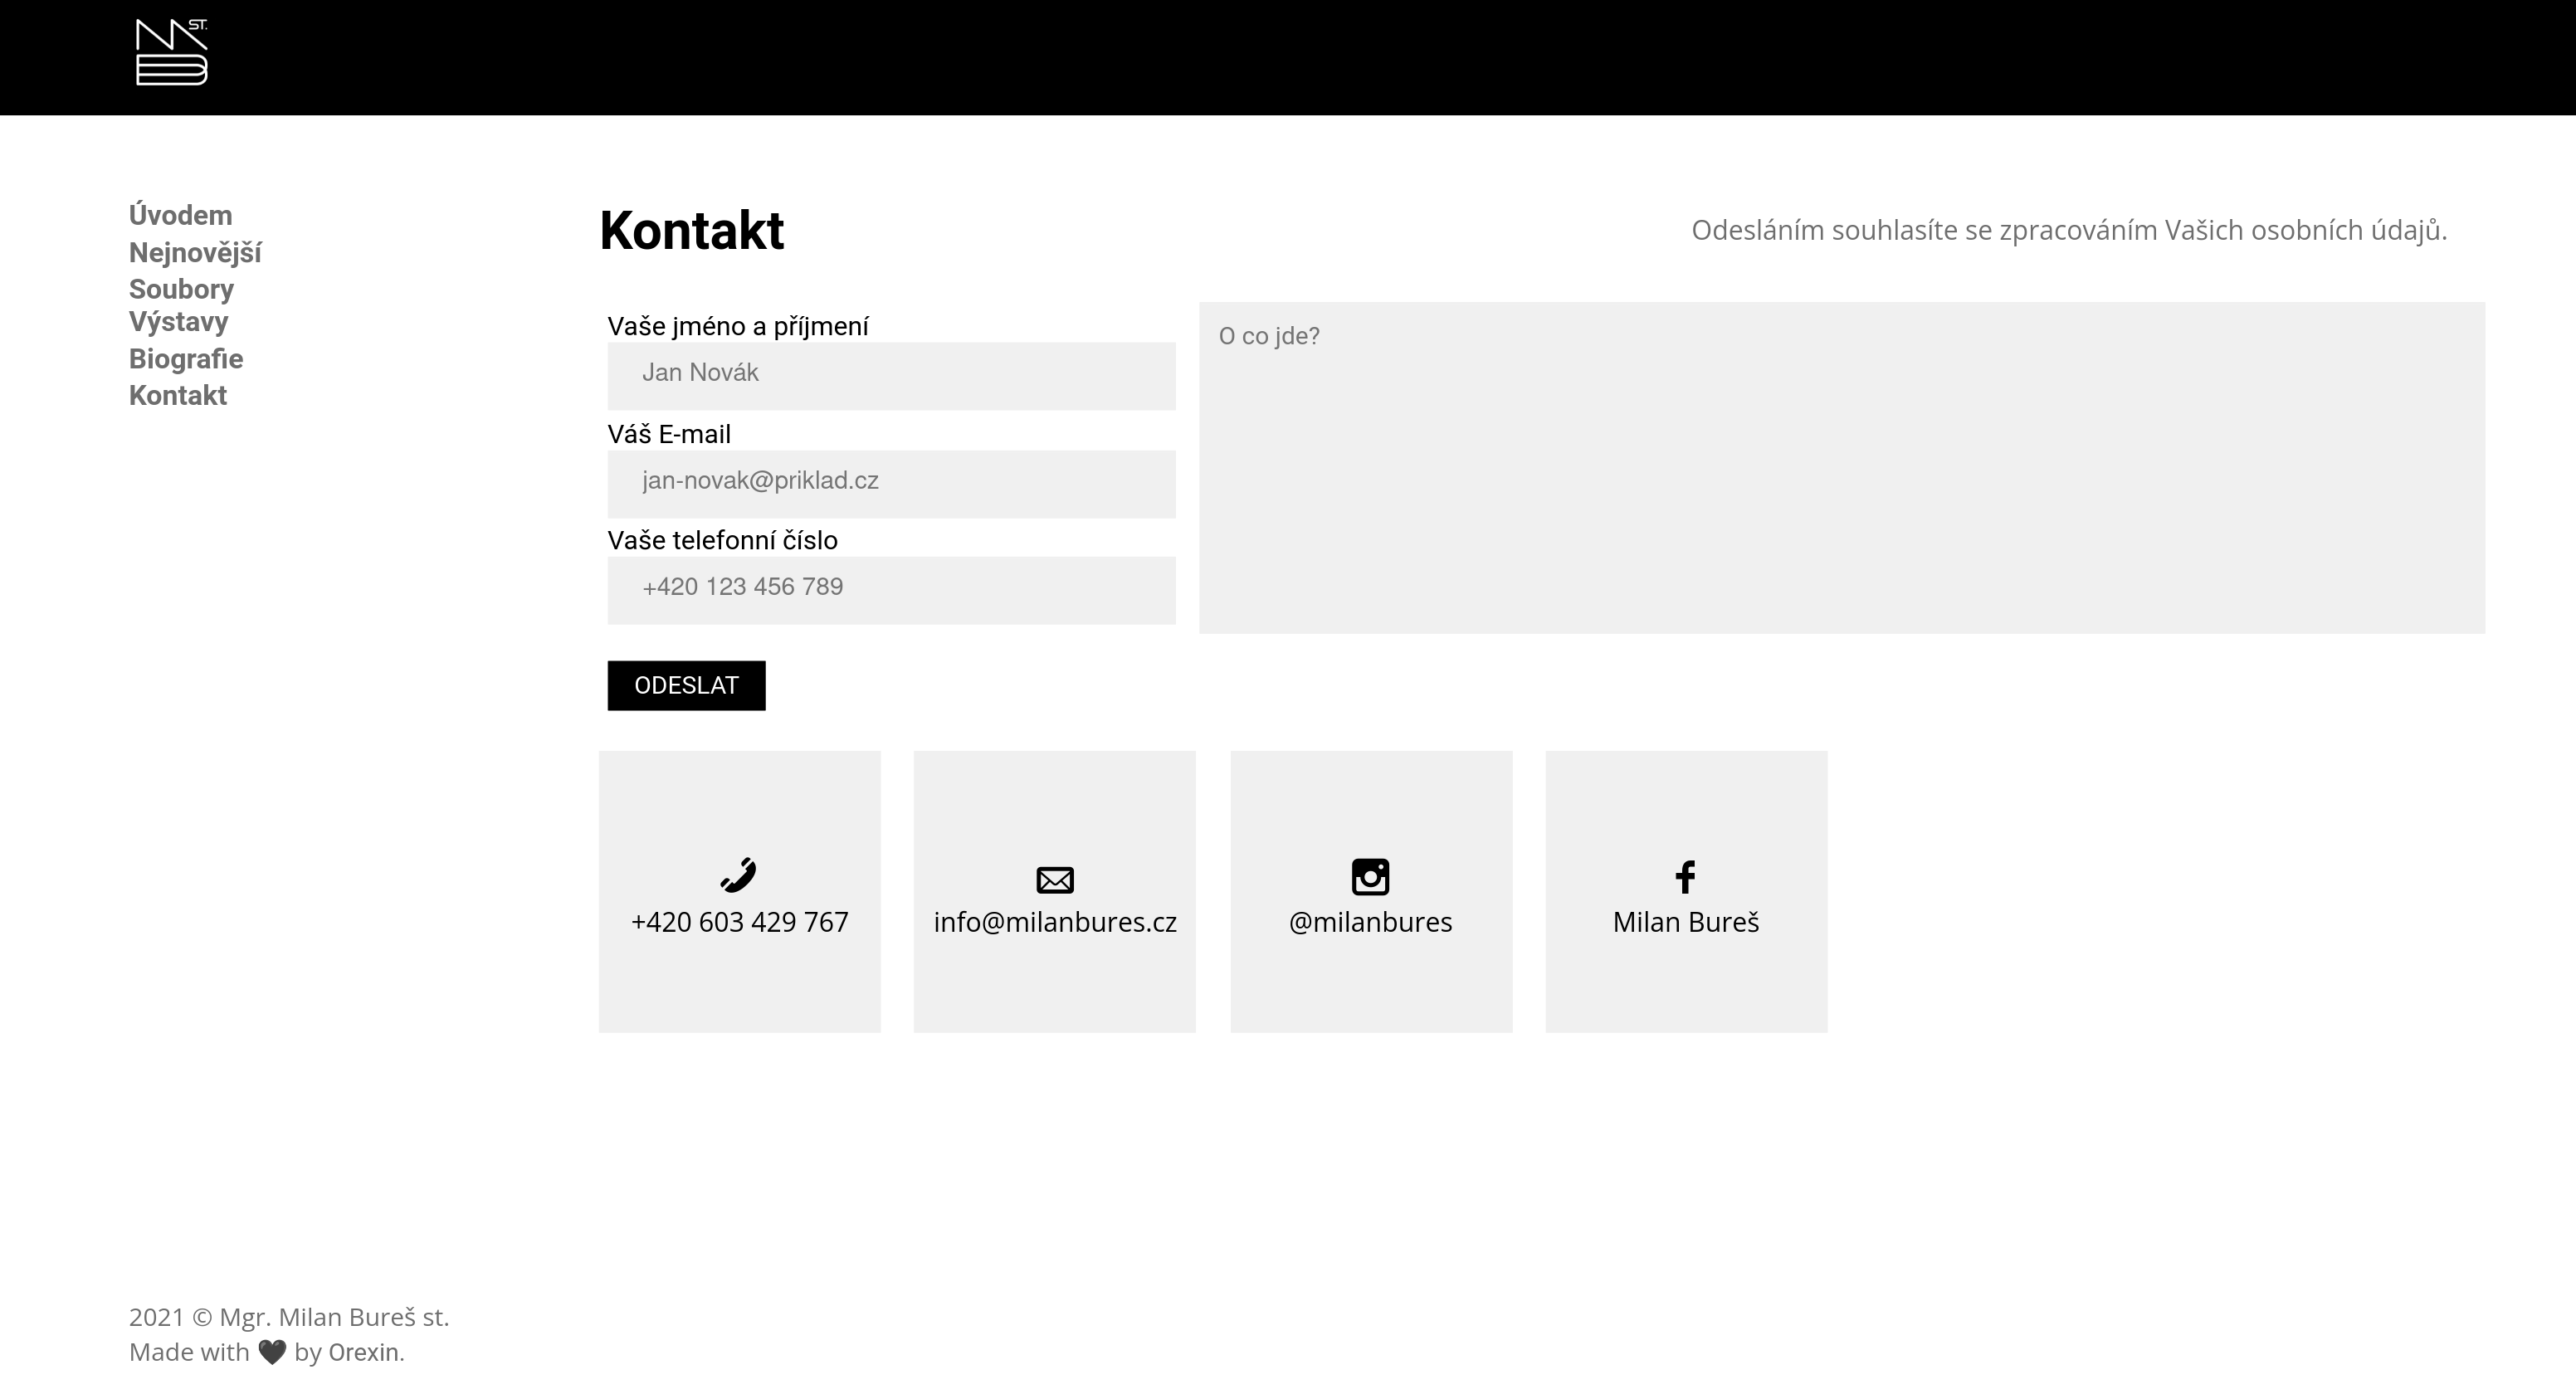 ST.
MB
Úvodem
Nejnovější
Soubory
Výstavy
Biografie
Kontakt
Kontakt
Odesláním souhlasíte se zpracováním Vašich osobních údajů.
Vaše jméno a příjmení
Jan Novák
Váš E-mail
jan-novak@priklad.cz
Vaše telefonní číslo
+420 123 456 789
O co jde?
ODESLAT
+420 603 429 767
info@milanbures.cz
@milanbures
Milan Bureš
2021 © Mgr. Milan Bureš st.
Made with 🖤 by Orexin.